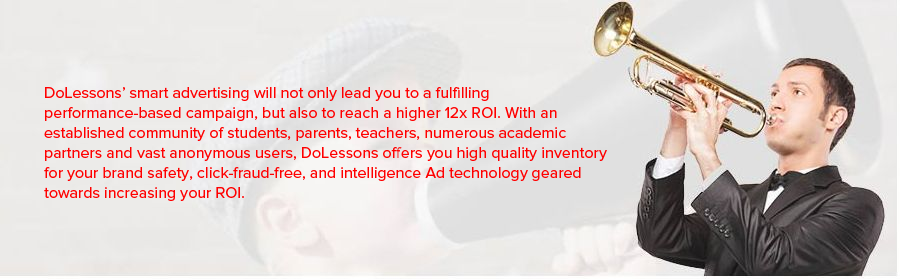 DoLessons’ smart advertising will not only lead you to a fulfilling
performance-based campaign, but also to reach a higher 12x ROI. With an
established community of students, parents, teachers, numerous academic
partners and vast anonymous users, DoLessons offers you high quality inventory
for your brand safety, click-fraud-free, and intelligence Ad technology geared
towards increasing your ROI.